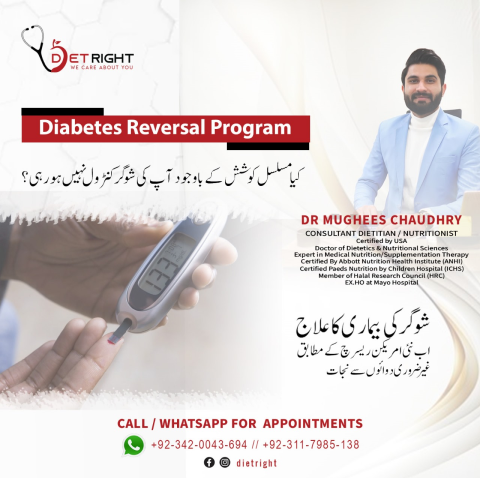 DIET RIGHT
WE CARE ABOUT YOU
Diabetes Reversal Program
کیا مسلسل کوشش کے باوجود آپ کی شوگر کنٹرول نہیں ہو رہی؟
DR MUGHEES CHAUDHRY
CONSULTANT DIETITIAN / NUTRITIONIST
Certified by USA
Doctor of Dietetics & Nutritional Sciences
Expert in Medical Nutrition/Supplementation Therapy
Certified By Abbott Nutrition Health Institute (ANHI)
Certified Paeds Nutrition by Children Hospital (ICHS)
Member of Halal Research Council (HRC)
EX.HO at Mayo Hospital
133
شوگر کی بیماری کا علاج
اب نئی امریکن ریسرچ کے مطابق
غیر ضروری دوائوں سے نجات
CALL / WHATSAPP FOR APPOINTMENTS
+92-342-0043-694 // +92-311-7985-138
dietright